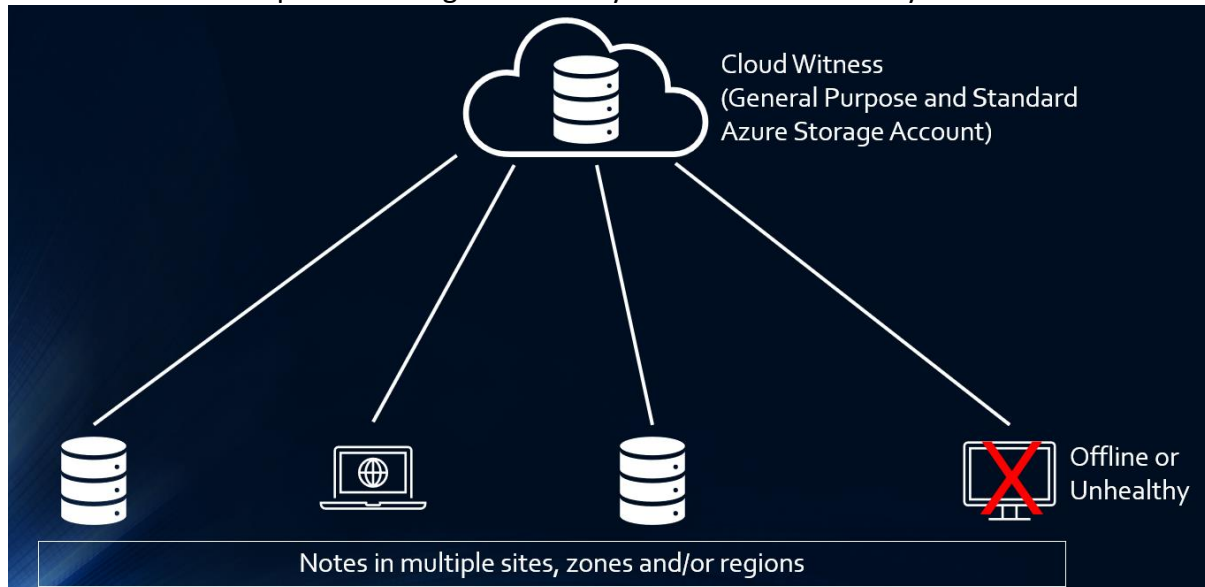 Cloud Witness
(General Purpose and Standard
Azure Storage Account)
Offline or
Unhealthy
Notes in multiple sites, zones and/or regions